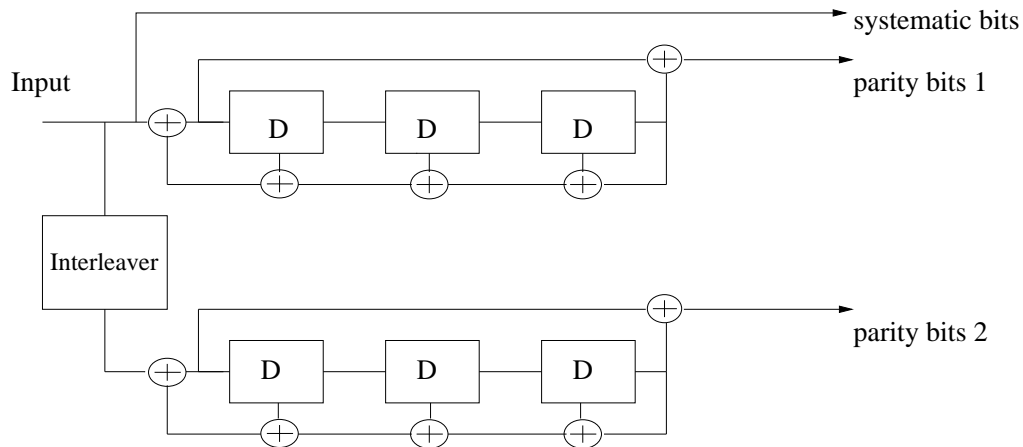 systematic bits
Input
parity bits 1
D D D
Interleaver
parity bits 2
D D D